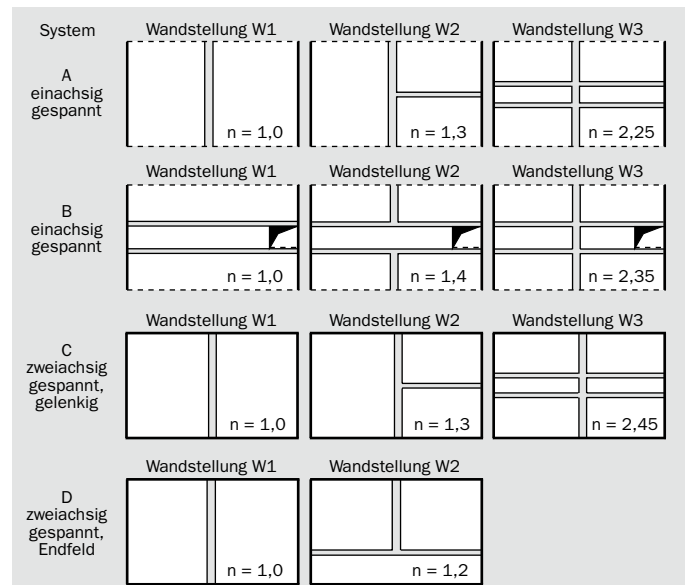 System
Wandstellung W1
Wandstellung W2
Wandstellung W3
A
einachsig
gespannt
n = 1,0
n = 1,3
n = 2,25
Wandstellung W1
Wandstellung W2
Wandstellung W3
B
einachsig
gespannt
n = 1,0
n = 1,4
n = 2,35
Wandstellung W1
Wandstellung W2
Wandstellung W3
C
zweiachsig
gespannt,
gelenkig
n = 1,0
n = 1,3
n = 2,45
Wandstellung W1
Wandstellung W2
D
zweiachsig
gespannt,
Endfeld
n = 1,0
n = 1,2